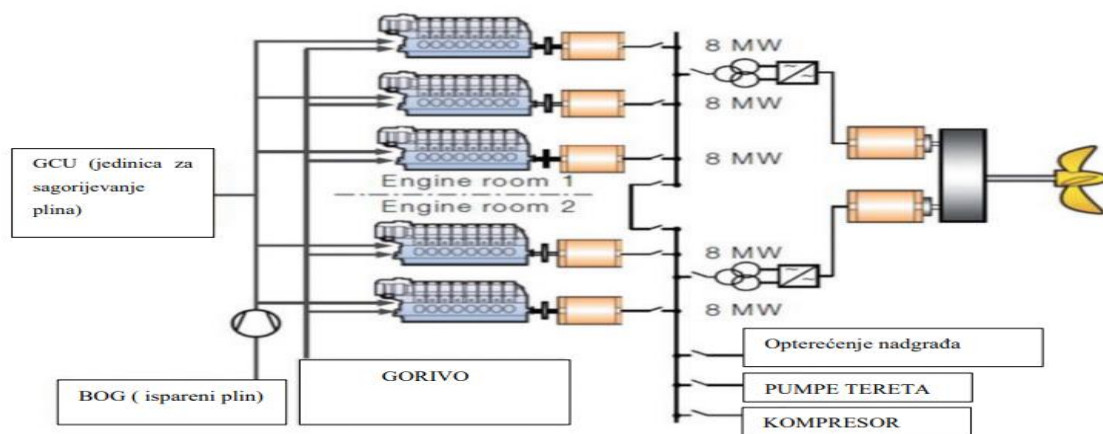 8 MW
8 MW
8 MW
GCU (jedinica za
sagorijevanje
plina)
Engine room 1
Engine room 2
8 MW
8 MW
BOG ( ispareni plin)
GORIVO
Opterećenje nadgrađa
PUMPE TERETA
KOMPRESOR